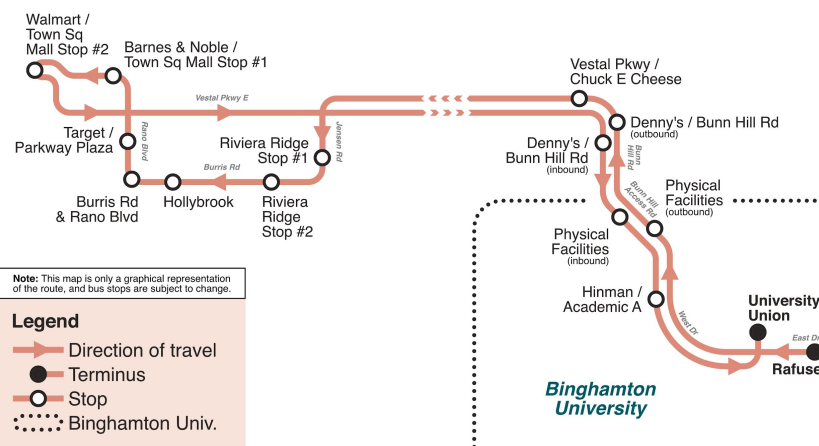 Walmart /
Town Sq
Mall Stop #2
Barnes & Noble /
Town Sq Mall Stop #1
Vestal Pkwy E
Target /
Parkway Plaza
Rano Blvd
Burris Rd
& Rano Blvd
Hollybrook
Burris Rd
Riviera Ridge
Stop #1
Jensen Rd
Riviera
Ridge
Stop #2
Vestal Pkwy /
Chuck E Cheese
Denny's / Bunn Hill Rd
(outbound)
Denny's /
Bunn Hill Rd
(inbound)
Bunn
Hill Rd
Bunn Hill
Access Rd
Physical
Facilities
(outbound)
Physical
Facilities
(inbound)
Hinman /
Academic A
West Dr
University
Union
East Dr
Rafuse
Binghamton
University
Note: This map is only a graphical representation
of the route, and bus stops are subject to change.
Legend
Direction of travel
Terminus
Stop
Binghamton Univ.